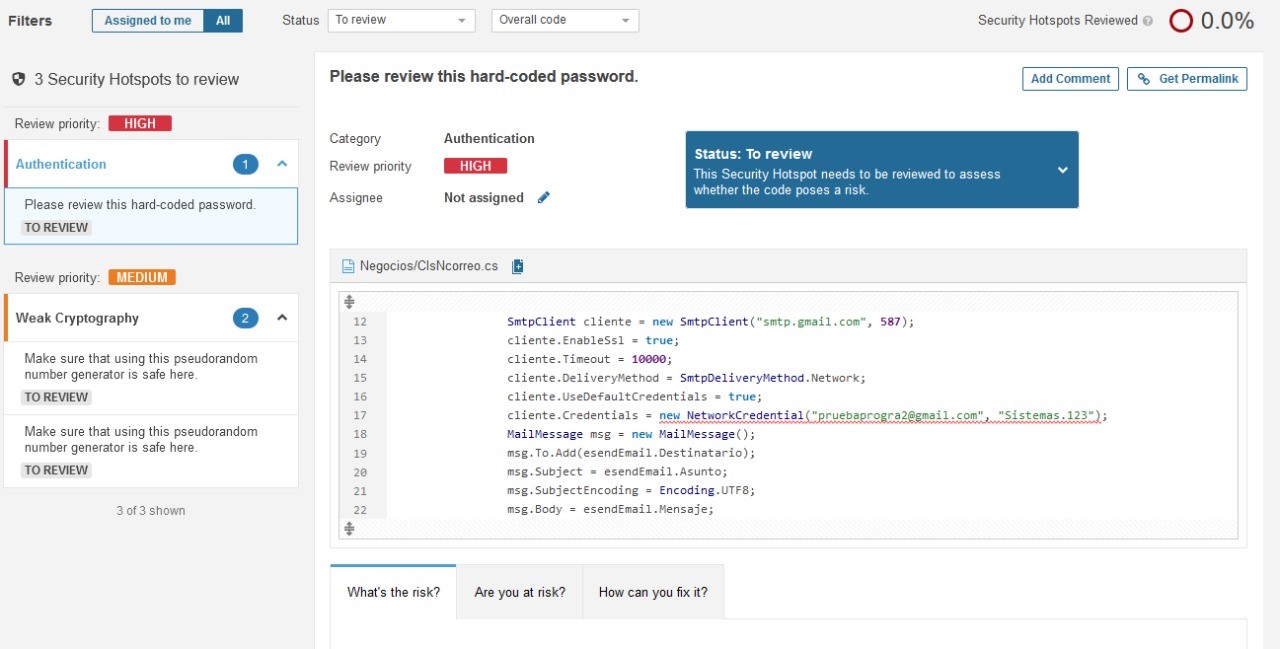 Filters
Assigned to me All
Status To review Overall code
Security Hotspots Reviewed ? 0.0%
3 Security Hotspots to review
Review priority: HIGH
Authentication 1
Please review this hard-coded password.
TO REVIEW
Review priority: MEDIUM
Weak Cryptography 2
Make sure that using this pseudorandom
number generator is safe here.
TO REVIEW
Make sure that using this pseudorandom
number generator is safe here.
TO REVIEW
3 of 3 shown
Please review this hard-coded password.
Add Comment Get Permalink
Category Authentication
Review priority HIGH
Assignee Not assigned
Status: To review
This Security Hotspot needs to be reviewed to assess
whether the code poses a risk.
Negocios/ClsNcorreo.cs
12 SmtpClient cliente = new SmtpClient("smtp.gmail.com", 587);
13 cliente.EnableSsl = true;
14 cliente.Timeout = 10000;
15 cliente.DeliveryMethod = SmtpDeliveryMethod.Network;
16 cliente.UseDefaultCredentials = true;
17 cliente.Credentials = new NetworkCredential("pruebaprogra2@gmail.com", "Sistemas.123");
18 MailMessage msg = new MailMessage();
19 msg.To.Add(esendEmail.Destinatario);
20 msg.Subject = esendEmail.Asunto;
21 msg.SubjectEncoding = Encoding.UTF8;
22 msg.Body = esendEmail.Mensaje;
What's the risk? Are you at risk? How can you fix it?